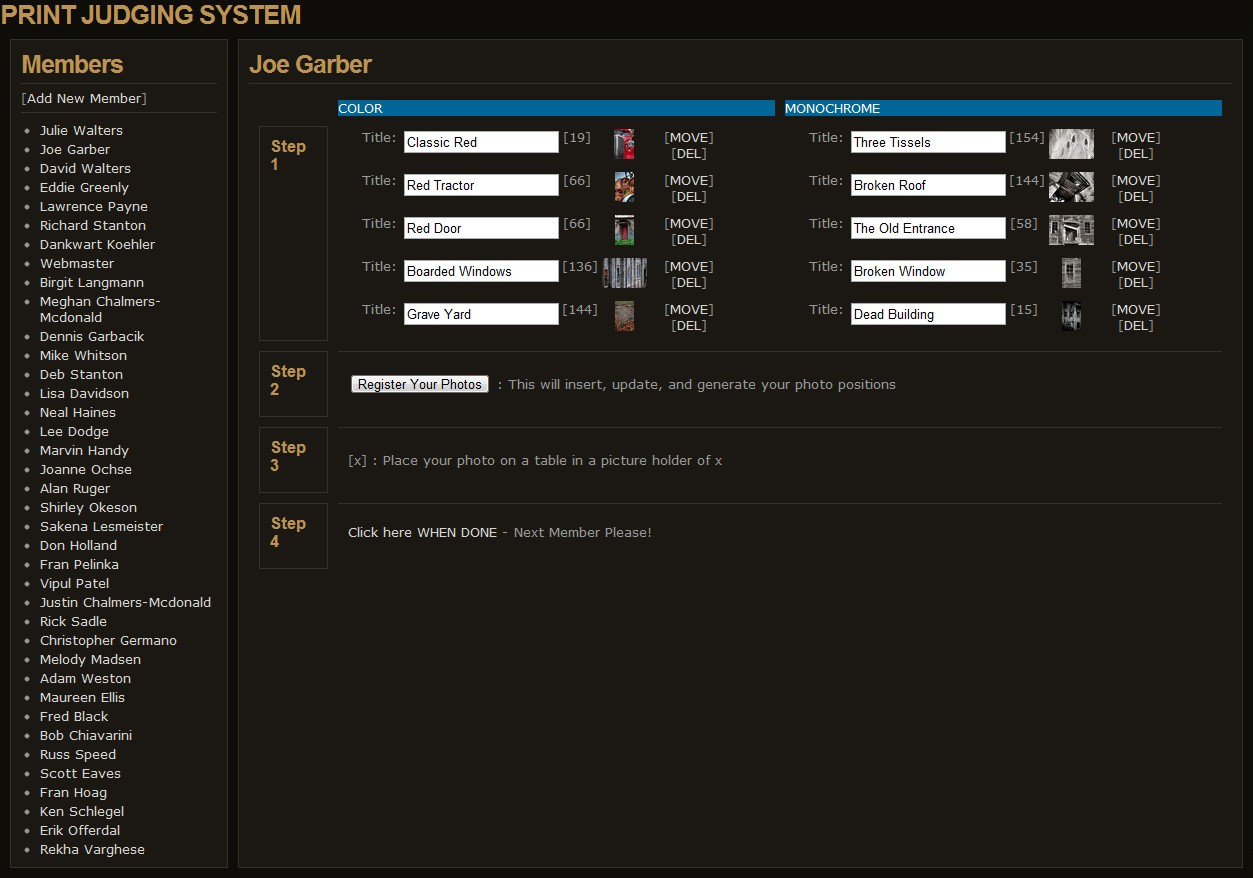 PRINT JUDGING SYSTEM
Members
[Add New Member]
Julie Walters
Joe Garber
David Walters
Eddie Greenly
Lawrence Payne
Richard Stanton
Dankwart Koehler
Webmaster
Birgit Langmann
Meghan Chalmers-
Mcdonald
Dennis Garbacik
Mike Whitson
Deb Stanton
Lisa Davidson
Neal Haines
Lee Dodge
Marvin Handy
Joanne Ochse
Alan Ruger
Shirley Okeson
Sakena Lesmeister
Don Holland
Fran Pelinka
Vipul Patel
Justin Chalmers-Mcdonald
Rick Sadle
Christopher Germano
Melody Madsen
Adam Weston
Maureen Ellis
Fred Black
Bob Chiavarini
Russ Speed
Scott Eaves
Fran Hoag
Ken Schlegel
Erik Offerdal
Rekha Varghese
Joe Garber
Step
1
COLOR
Title: Classic Red [19] [MOVE]
[DEL]
Title: Red Tractor [66] [MOVE]
[DEL]
Title: Red Door [66] [MOVE]
[DEL]
Title: Boarded Windows [136] [MOVE]
[DEL]
Title: Grave Yard [144] [MOVE]
[DEL]
MONOCHROME
Title: Three Tissels [154] [MOVE]
[DEL]
Title: Broken Roof [144] [MOVE]
[DEL]
Title: The Old Entrance [58] [MOVE]
[DEL]
Title: Broken Window [35] [MOVE]
[DEL]
Title: Dead Building [15] [MOVE]
[DEL]
Step
2
Register Your Photos : This will insert, update, and generate your photo positions
Step
3
[x] : Place your photo on a table in a picture holder of x
Step
4
Click here WHEN DONE - Next Member Please!